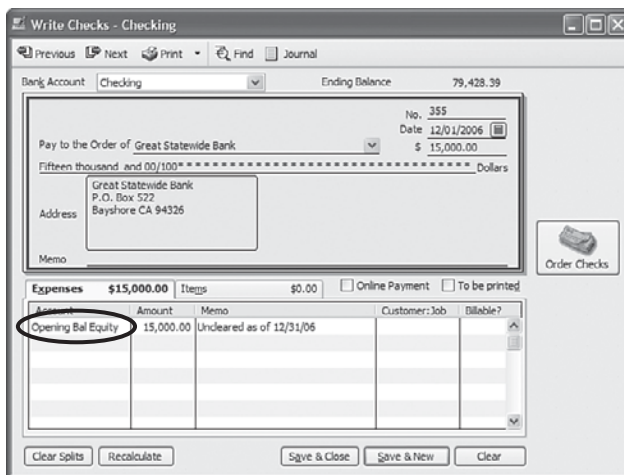 Write Checks - Checking
Previous Next Print Find Journal
Bank Account Checking Ending Balance 79,428.39
No. 355
Date 12/01/2006
Pay to the Order of Great Statewide Bank $ 15,000.00
Fifteen thousand and 00/100* * * * * * * * * * * * * * * * * * * * * * * * * * * * * * * * * * * * * * * Dollars
Great Statewide Bank
P.O. Box 522
Address Bayshore CA 94326
Memo
Order Checks
Expenses $15,000.00 Items $0.00 Online Payment To be printed
Account Amount Memo Customer:Job Billable?
Opening Bal Equity 15,000.00 Uncleared as of 12/31/06
Clear Splits Recalculate Save & Close Save & New Clear